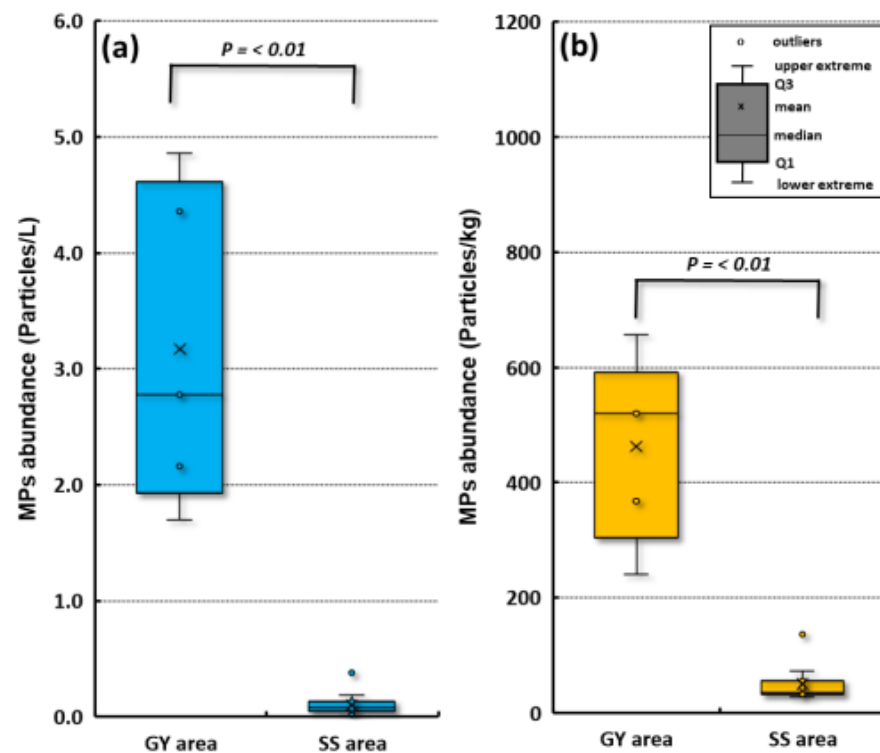 (a)
P = < 0.01
MPs abundance (Particles/L)
6.0
5.0
4.0
3.0
2.0
1.0
0.0
GY area
SS area
(b)
P = < 0.01
MPs abundance (Particles/kg)
1200
1000
800
600
400
200
0
GY area
SS area
outliers
upper extreme
Q3
mean
median
Q1
lower extreme